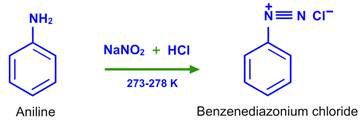 NH₂
NaNO₂ + HCl
273-278 K
N⁺≡N Cl⁻
Aniline
Benzenediazonium chloride